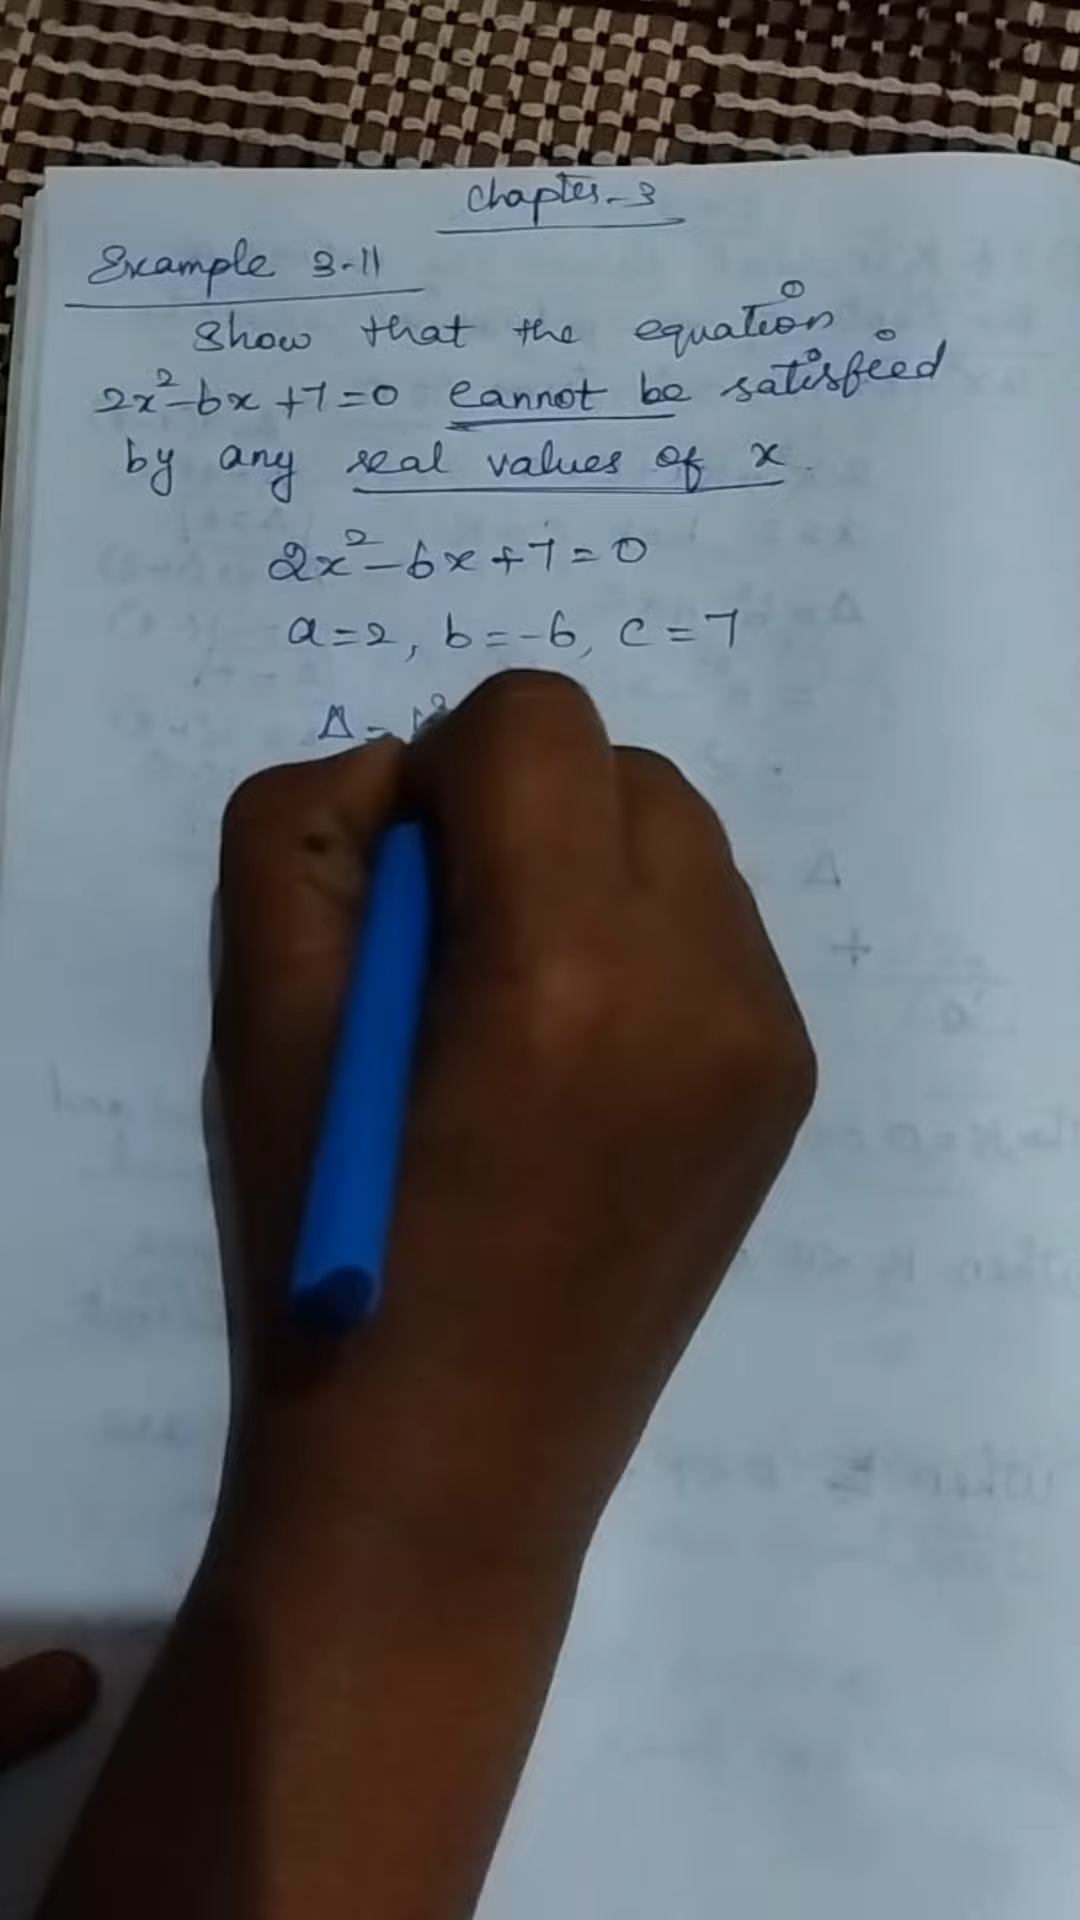 Chapter-3
Example 3.11
Show that the equation
2x²-6x+7=0 cannot be satisfied
by any real values of x.
2x²-6x+7=0
a=2, b=-6, c=7
Δ=b²